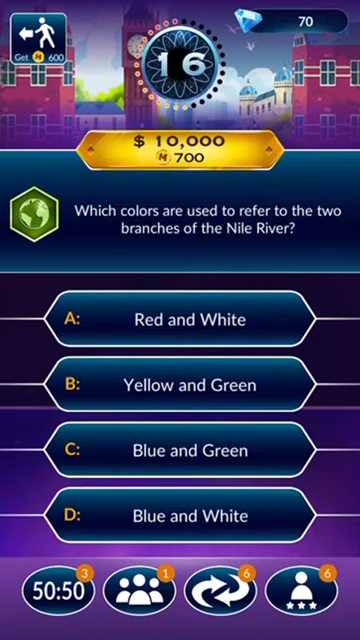 70
Get M 600
16
$ 10,000
M 700
Which colors are used to refer to the two
branches of the Nile River?
A: Red and White
B: Yellow and Green
C: Blue and Green
D: Blue and White
50:50 3
1
6
6